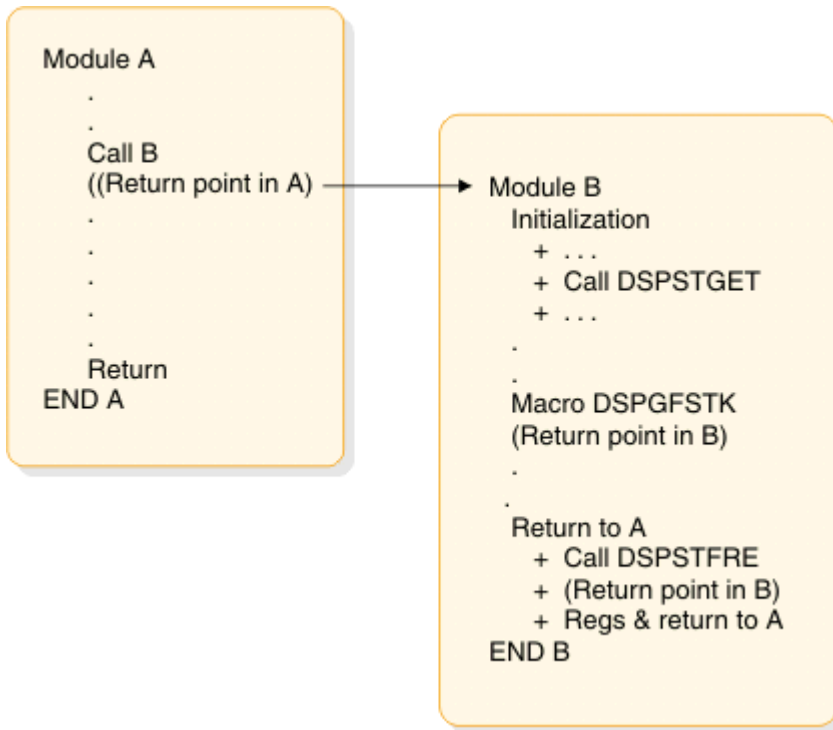 Module A
.
.
Call B
((Return point in A)
.
.
.
.
.
Return
END A
Module B
Initialization
+ . . .
+ Call DSPSTGET
+ . . .
.
.
Macro DSPGFSTK
(Return point in B)
.
.
Return to A
+ Call DSPSTFRE
+ (Return point in B)
+ Regs & return to A
END B